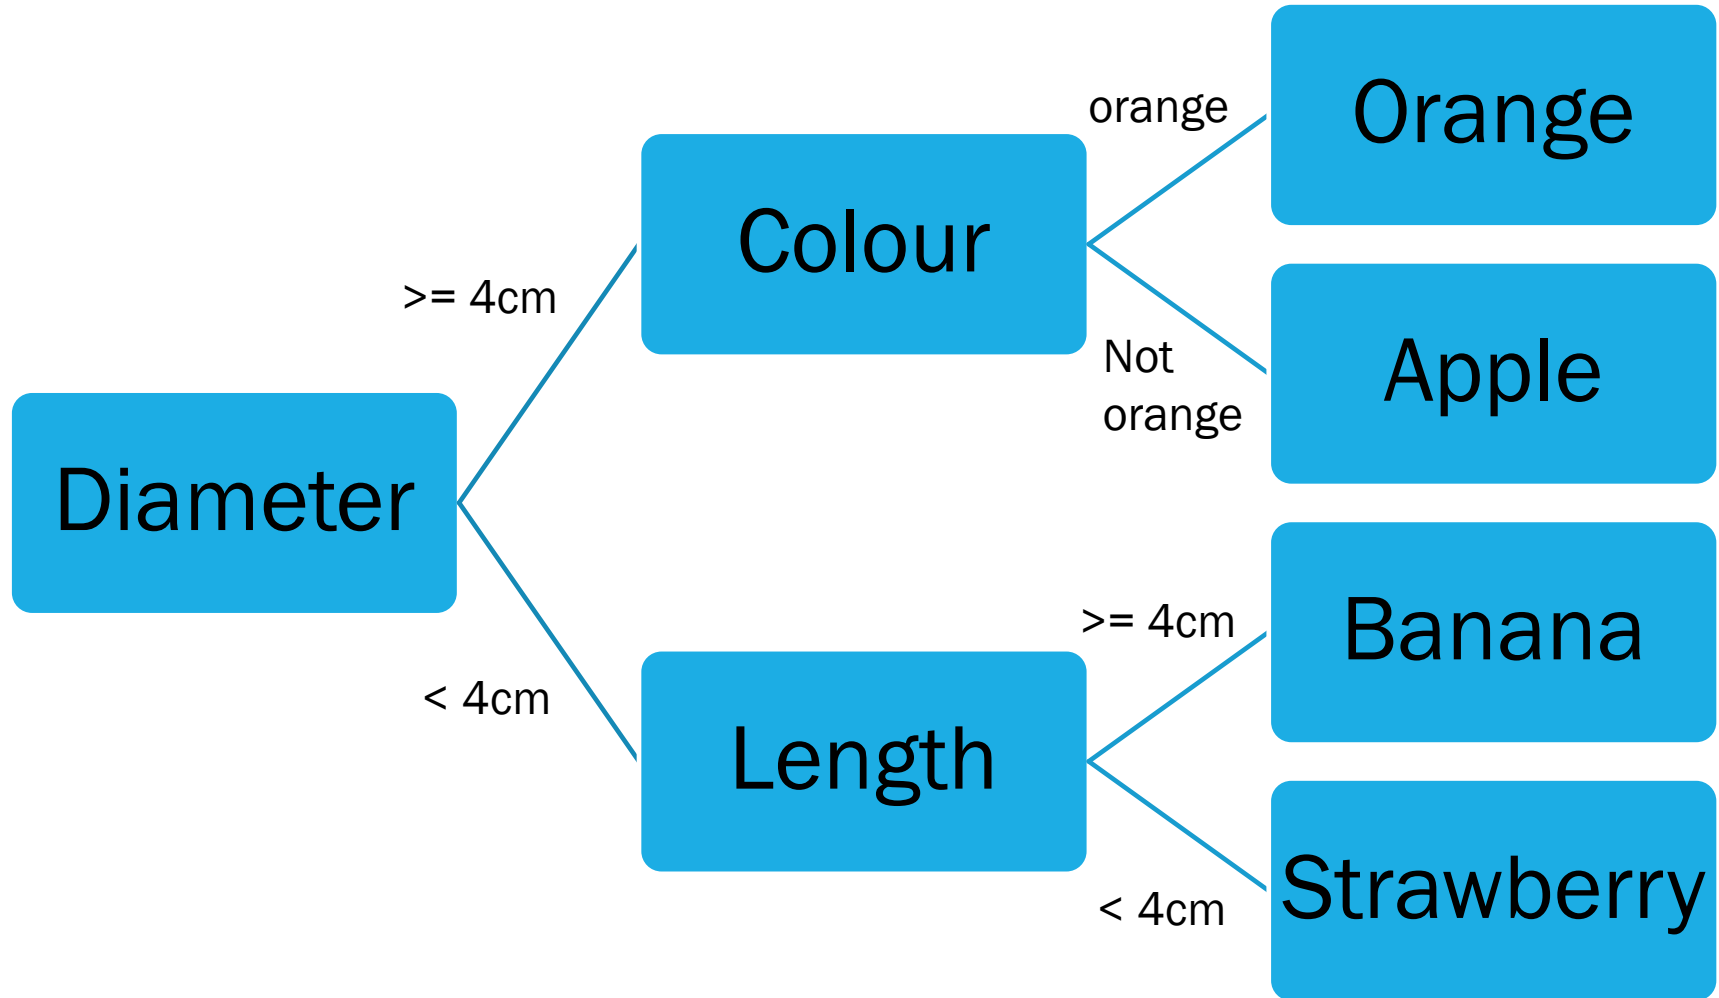 Diameter
>= 4cm
< 4cm
Colour
orange
Not
orange
Orange
Apple
Length
>= 4cm
< 4cm
Banana
Strawberry